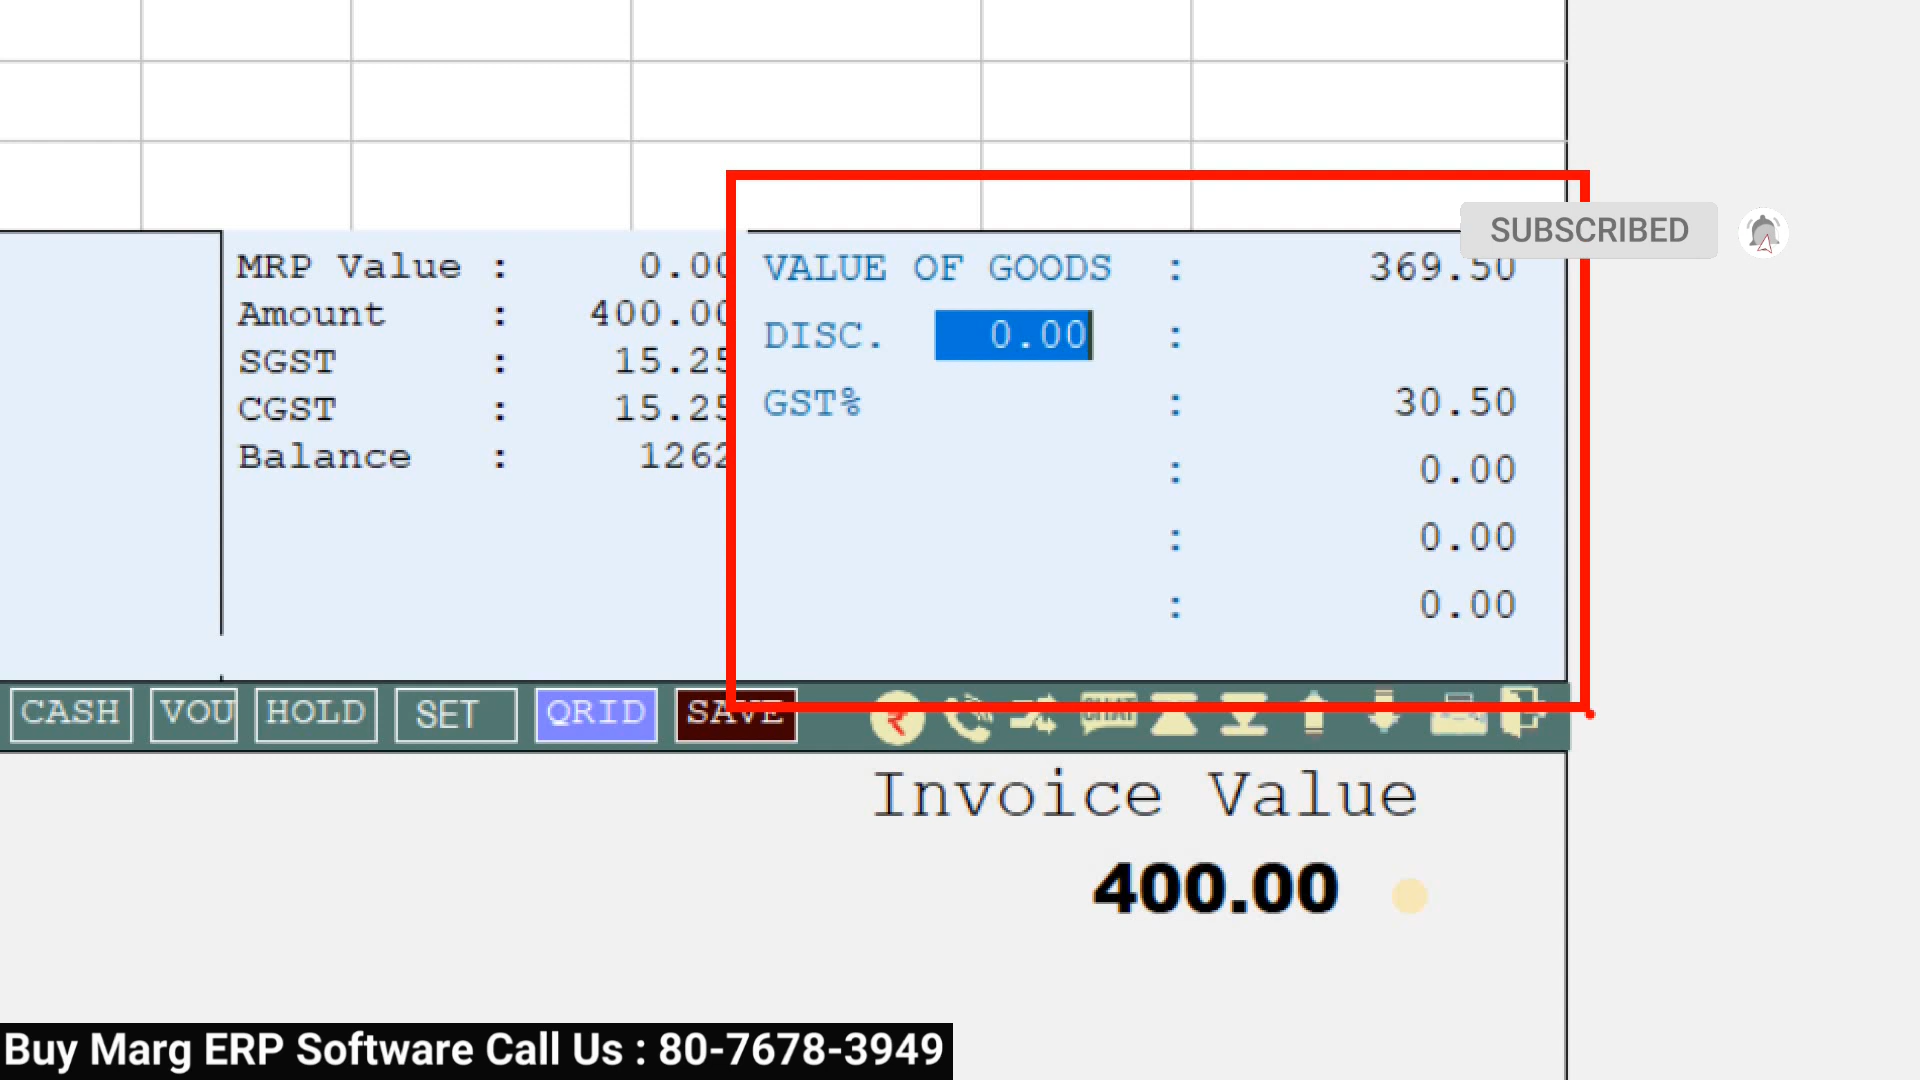 SUBSCRIBED
MRP Value : 0.00
Amount : 400.00
SGST : 15.25
CGST : 15.25
Balance : 1262
VALUE OF GOODS : 369.50
DISC. 0.00 :
GST% : 30.50
: 0.00
: 0.00
: 0.00
CASH VOU HOLD SET QRID SAVE ₹ CHAT
Invoice Value
400.00
Buy Marg ERP Software Call Us : 80-7678-3949